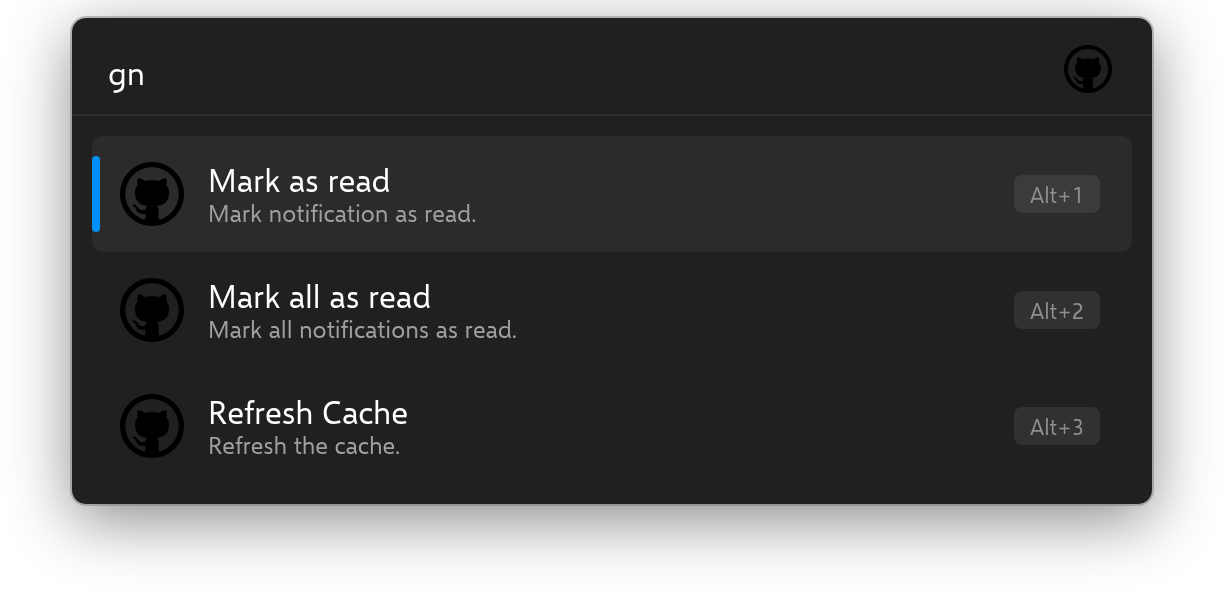 gn
Mark as read
Mark notification as read.
Alt+1
Mark all as read
Mark all notifications as read.
Alt+2
Refresh Cache
Refresh the cache.
Alt+3